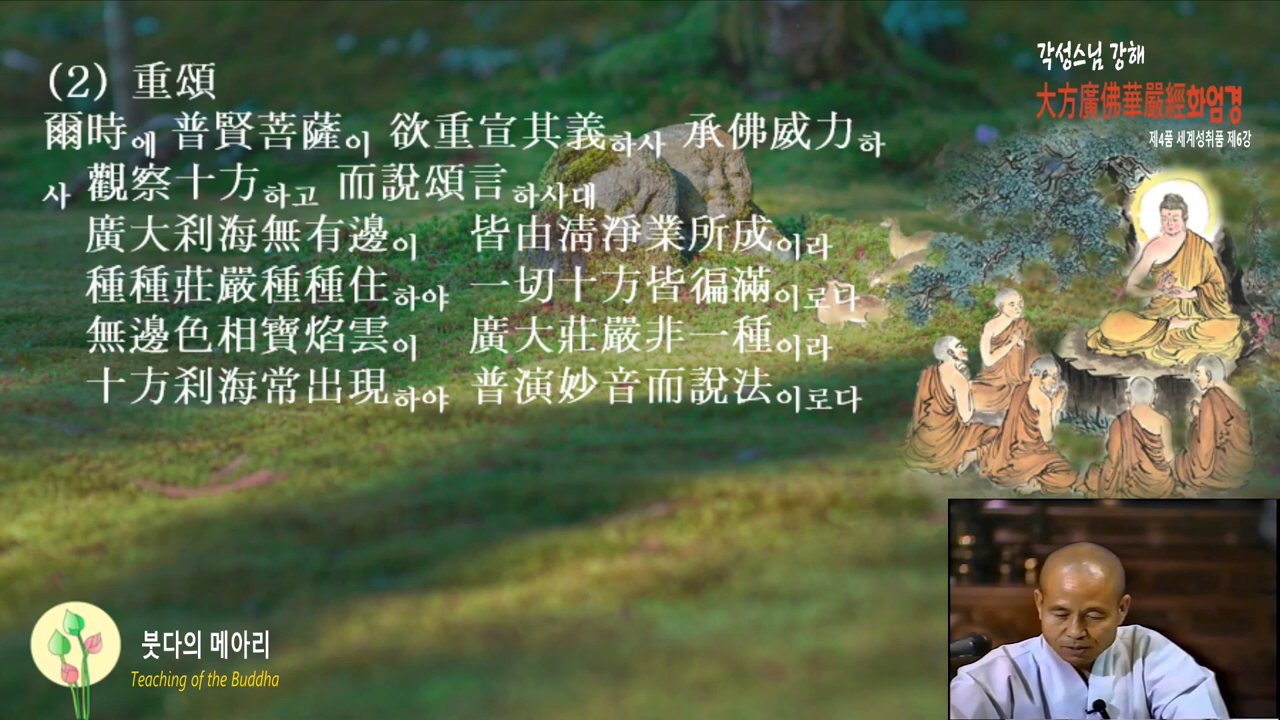 (2) 重頌
爾時에 普賢菩薩이 欲重宣其義하사 承佛威力하
사 觀察十方하고 而說頌言하사대
廣大刹海無有邊이 皆由淸淨業所成이라
種種莊嚴種種住하야 一切十方皆徧滿이로다
無邊色相寶焰雲이 廣大莊嚴非一種이라
十方刹海常出現하야 普演妙音而說法이로다
각성스님 강해
大方廣佛華嚴經화엄경
제4품 세계성취품 제6강
붓다의 메아리
Teaching of the Buddha